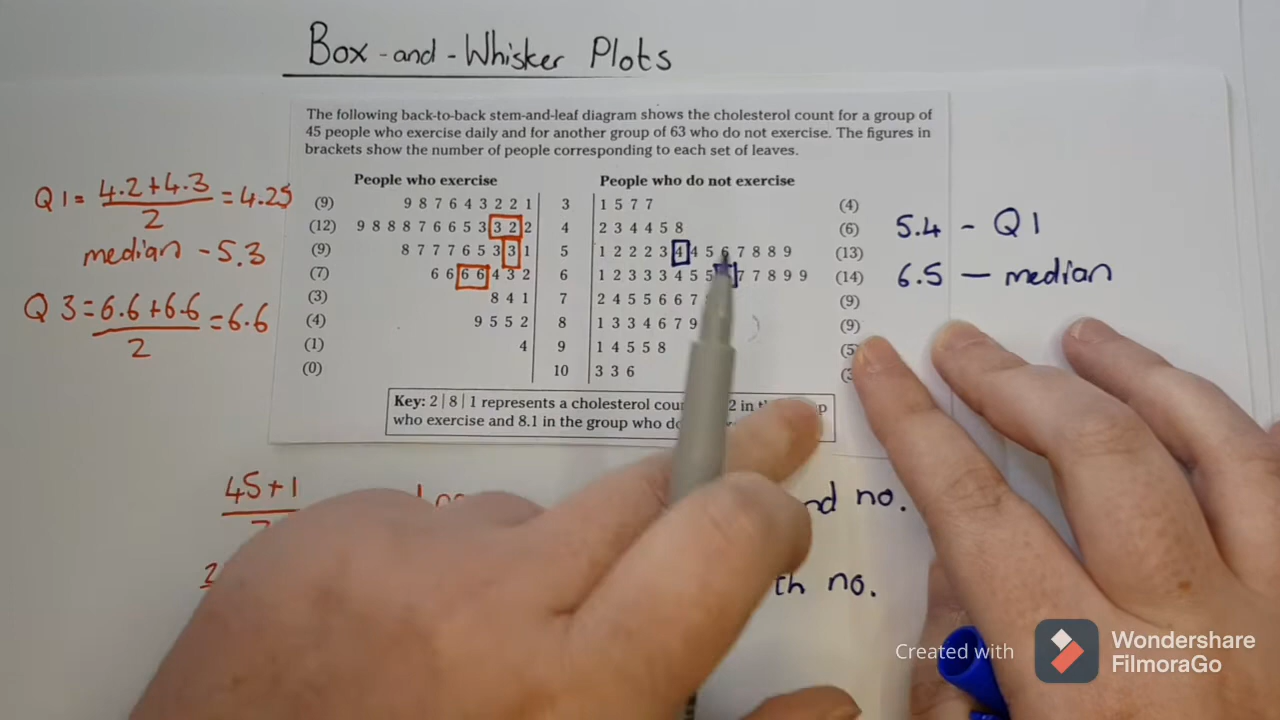 Box-and-Whisker Plots
The following back-to-back stem-and-leaf diagram shows the cholesterol count for a group of
45 people who exercise daily and for another group of 63 who do not exercise. The figures in
brackets show the number of people corresponding to each set of leaves.
People who exercise People who do not exercise
(9) 9 8 7 6 4 3 2 2 1 3 1 5 7 7 (4)
(12) 9 8 8 8 7 6 6 5 3 3 2 2 4 2 3 4 4 5 8 (6)
(9) 8 7 7 7 6 5 3 3 1 5 1 2 2 2 3 4 4 5 6 7 8 8 9 (13)
(7) 6 6 6 6 4 3 2 6 1 2 3 3 3 4 5 5 7 7 8 9 9 (14)
(3) 8 4 1 7 2 4 5 5 6 6 7 (9)
(4) 9 5 5 2 8 1 3 3 4 6 7 9 (9)
(1) 4 9 1 4 5 5 8 (5
(0) 10 3 3 6
Key: 2 | 8 | 1 represents a cholesterol 2 in
who exercise and 8.1 in the group who
Q1 = 4.2+4.3 = 4.25
2
median - 5.3
Q3 = 6.6+6.6 = 6.6
2
5.4 - Q1
6.5 - median
45+1
no.
th no.
Created with
Wondershare
FilmoraGo